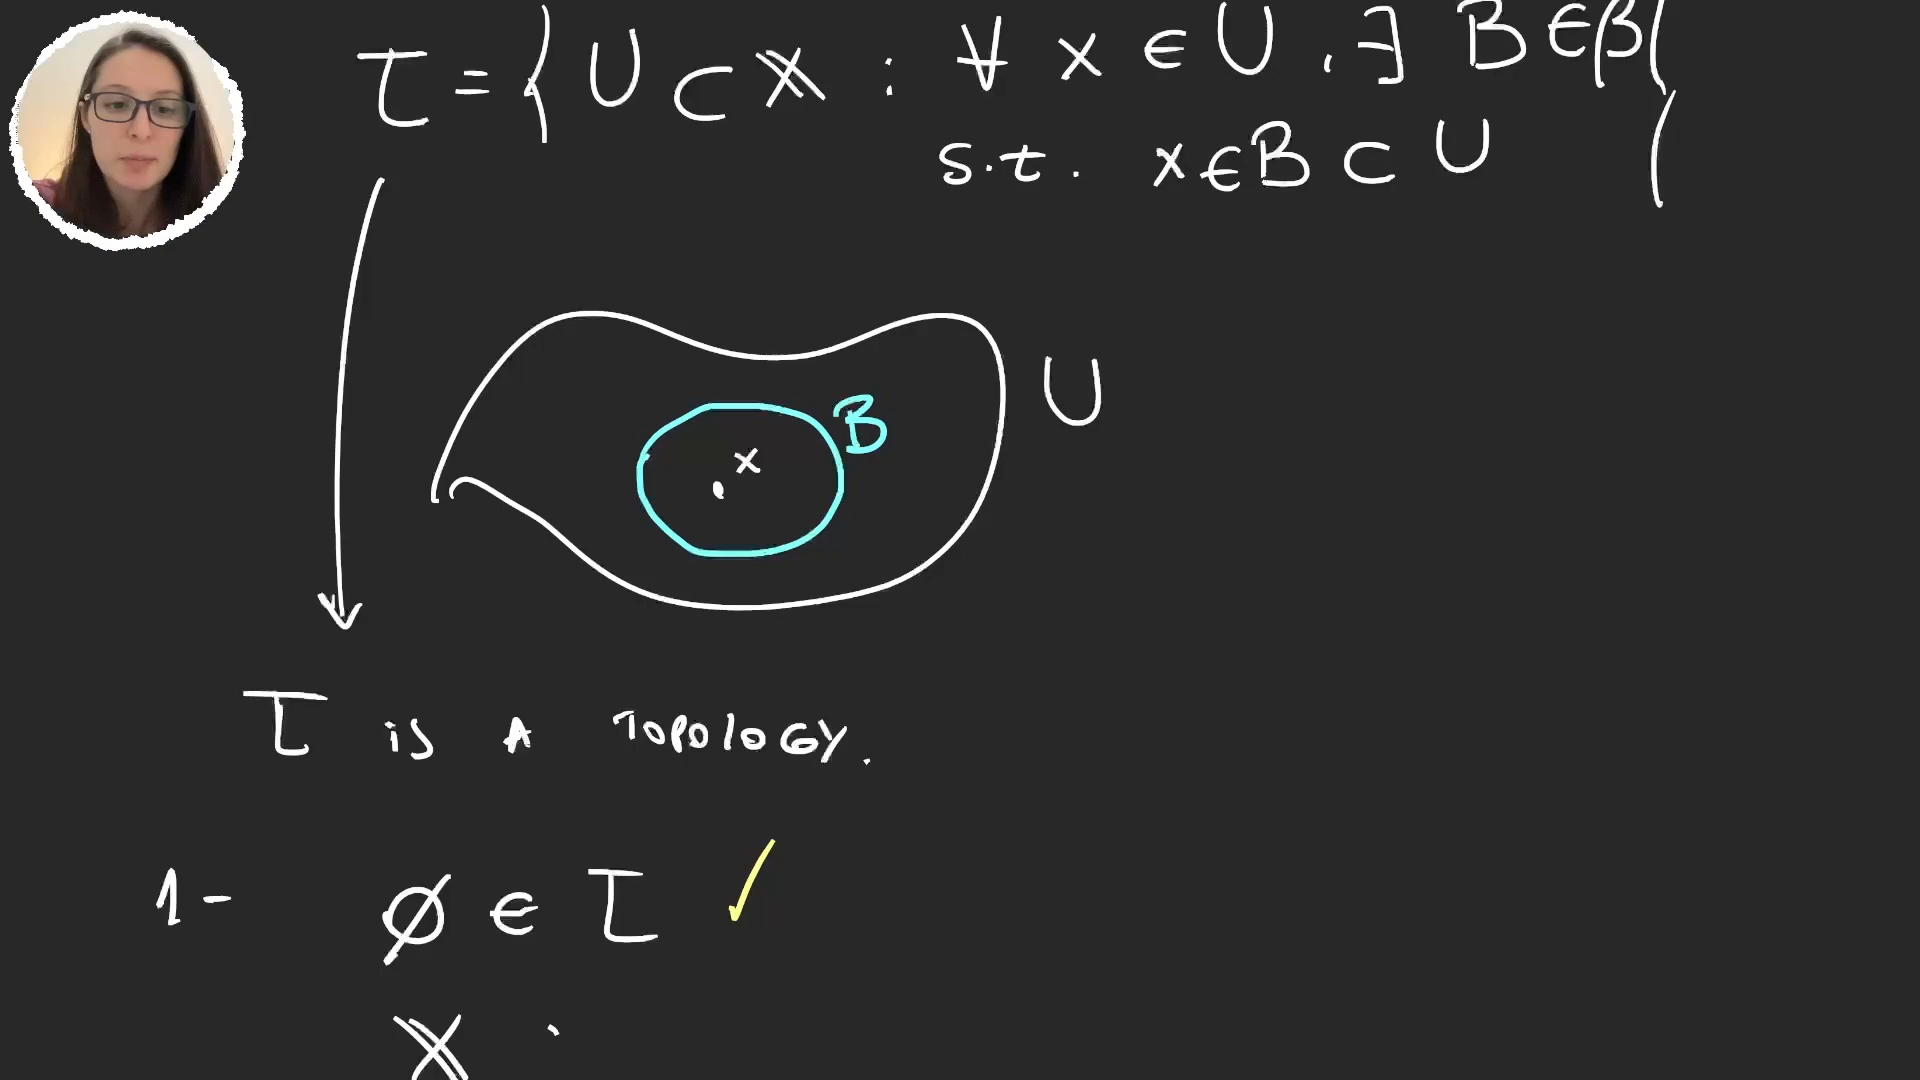 τ = { U ⊂ X : ∀ x ∈ U , ∃ B ∈ β
s.t. x ∈ B ⊂ U }
U
B
x
τ is A TOPOLOGY.
1- ∅ ∈ τ ✓
X